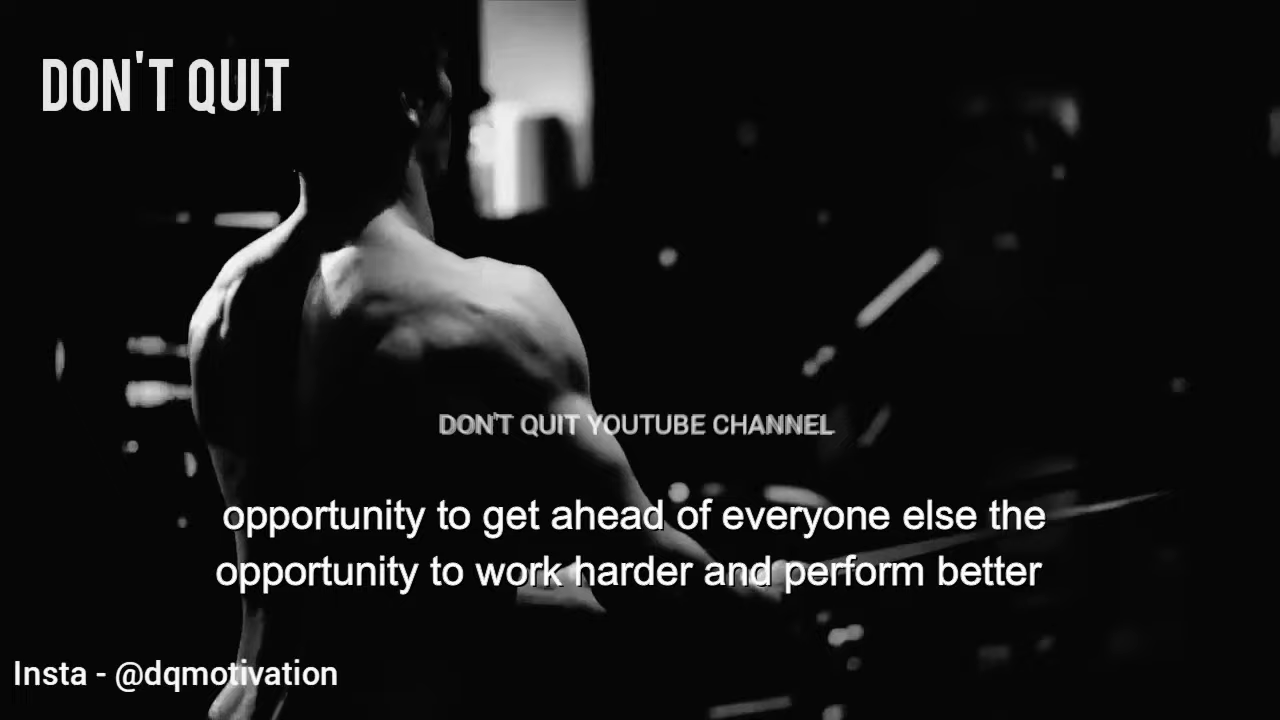 DON'T QUIT
DON'T QUIT YOUTUBE CHANNEL
opportunity to get ahead of everyone else the
opportunity to work harder and perform better
Insta - @dqmotivation